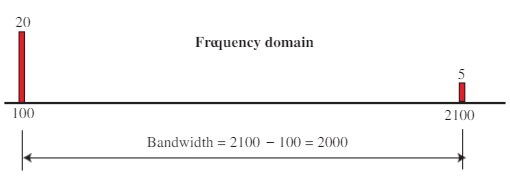 20
Frequency domain
5
100
2100
Bandwidth = 2100 − 100 = 2000